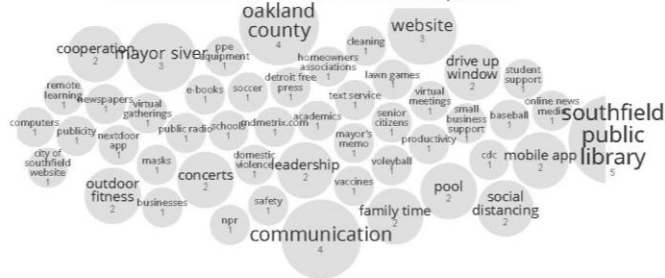 oakland
county
4
website
3
cooperation
2
mayor siver
3
ppe
equipment
1
cleaning
1
homeowners
associations
1
drive up
window
2
student
support
1
remote
learning
1
newspapers
1
virtual
gatherings
1
e-books
1
soccer
1
detroit free
press
1
lawn games
1
text service
1
virtual
meetings
1
online news
media
1
southfield
public
library
5
computers
1
publicity
1
nextdoor
app
1
public radio
1
schools
1
mdmetrix.com
1
academics
1
senior
citizens
1
small
business
support
1
baseball
1
mayor's
memo
1
productivity
1
city of
southfield
website
1
masks
1
concerts
2
domestic
violence
1
leadership
2
volleyball
1
cdc
1
mobile app
2
outdoor
fitness
2
businesses
1
vaccines
1
pool
2
social
distancing
2
npr
1
safety
1
family time
2
communication
4